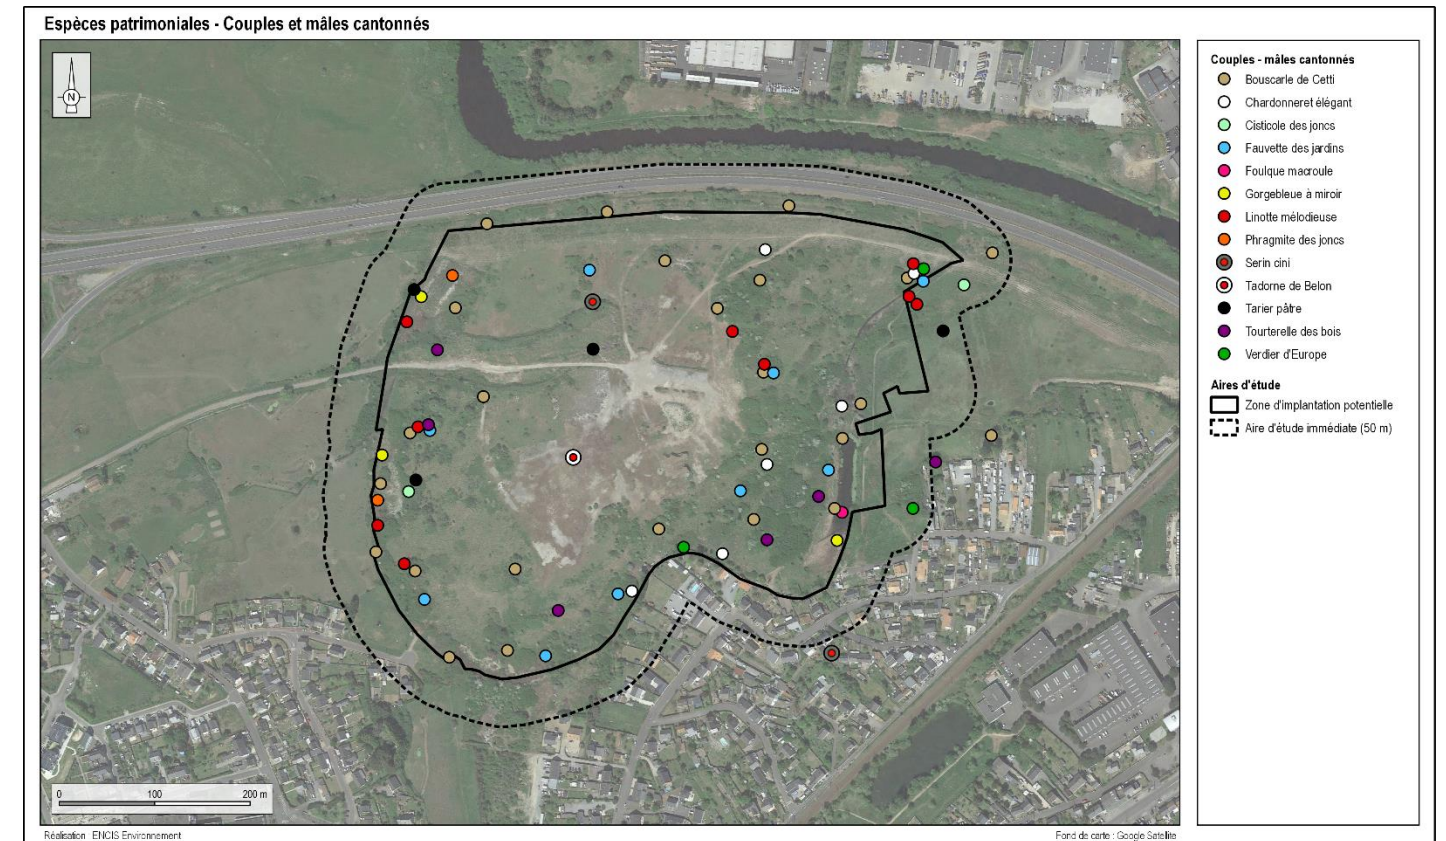 Espèces patrimoniales - Couples et mâles cantonnés
N
Couples - mâles cantonnés
Bouscarle de Cetti
Chardonneret élégant
Cisticole des joncs
Fauvette des jardins
Foulque macroule
Gorgebleue à miroir
Linotte mélodieuse
Phragmite des joncs
Serin cini
Tadorne de Belon
Tarier pâtre
Tourterelle des bois
Verdier d'Europe
Aires d'étude
Zone d'implantation potentielle
Aire d'étude immédiate (50 m)
0 100 200 m
Réalisation : ENCIS Environnement
Fond de carte : Google Satellite